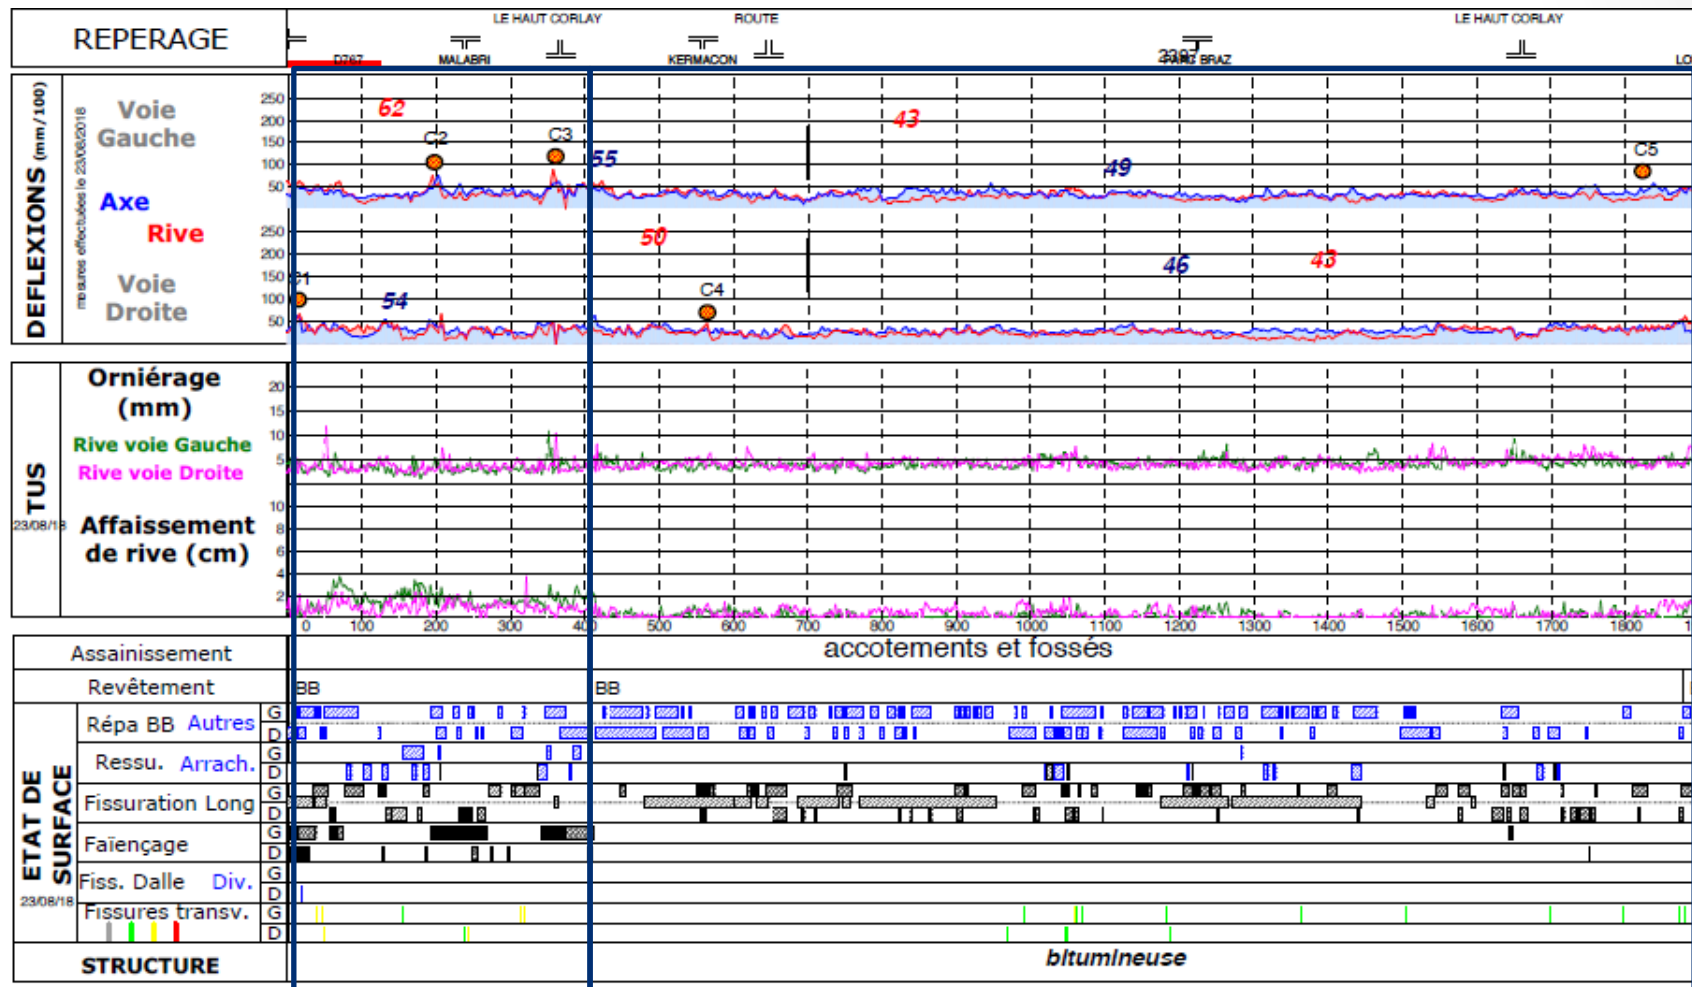 LE HAUT CORLAY ROUTE LE HAUT CORLAY
REPERAGE
D767 MALABRI KERMACON BRAZ LO
DEFLEXIONS (mm/100)
mesures effectuées le 23/08/2018
Voie
Gauche
Axe
Rive
Voie
Droite
250
200
150
100
50
62 43
C2 C3 55 49 C5
250
200
150
100
50
50 46 43
C1 54 C4
TUS
23/08/18
Orniérage
(mm)
Rive voie Gauche
Rive voie Droite
20
15
10
5
Affaissement
de rive (cm)
10
8
6
4
2
0 100 200 300 400 500 600 700 800 900 1000 1100 1200 1300 1400 1500 1600 1700 1800
Assainissement accotements et fossés
Revêtement BB BB
ETAT DE
SURFACE
23/08/18
Répa BB Autres G
D
Ressu. Arrach. G
D
Fissuration Long G
D
Faïençage G
D
Fiss. Dalle Div. G
D
Fissures transv. G
D
STRUCTURE bitumineuse